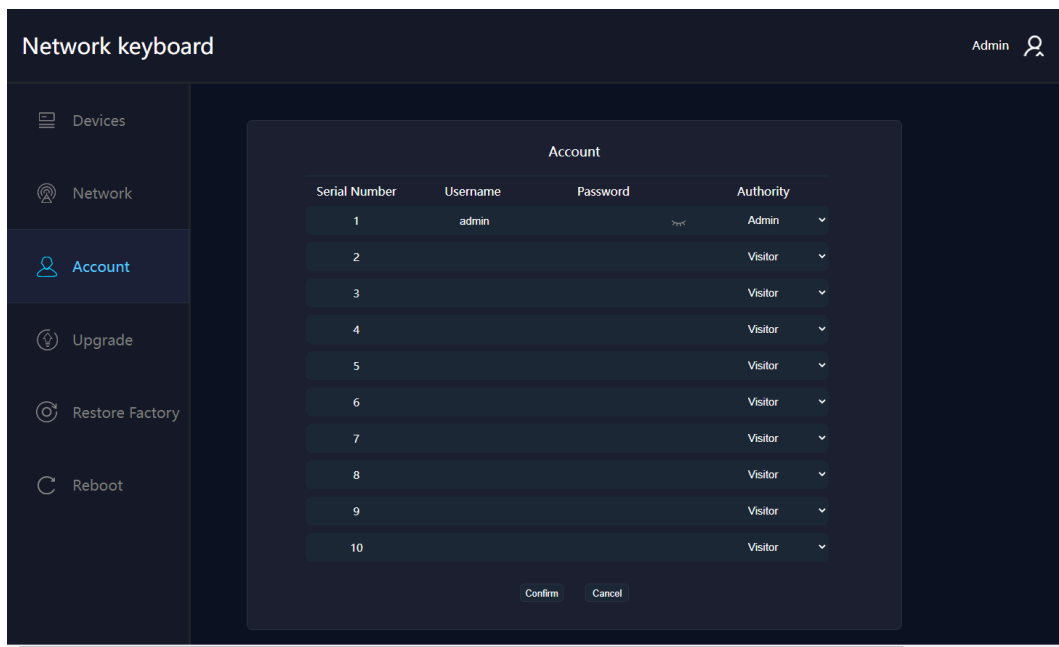 Network keyboard
Admin
Devices
Network
Account
Upgrade
Restore Factory
Reboot
Account
Serial Number Username Password Authority
1 admin Admin
2 Visitor
3 Visitor
4 Visitor
5 Visitor
6 Visitor
7 Visitor
8 Visitor
9 Visitor
10 Visitor
Confirm Cancel